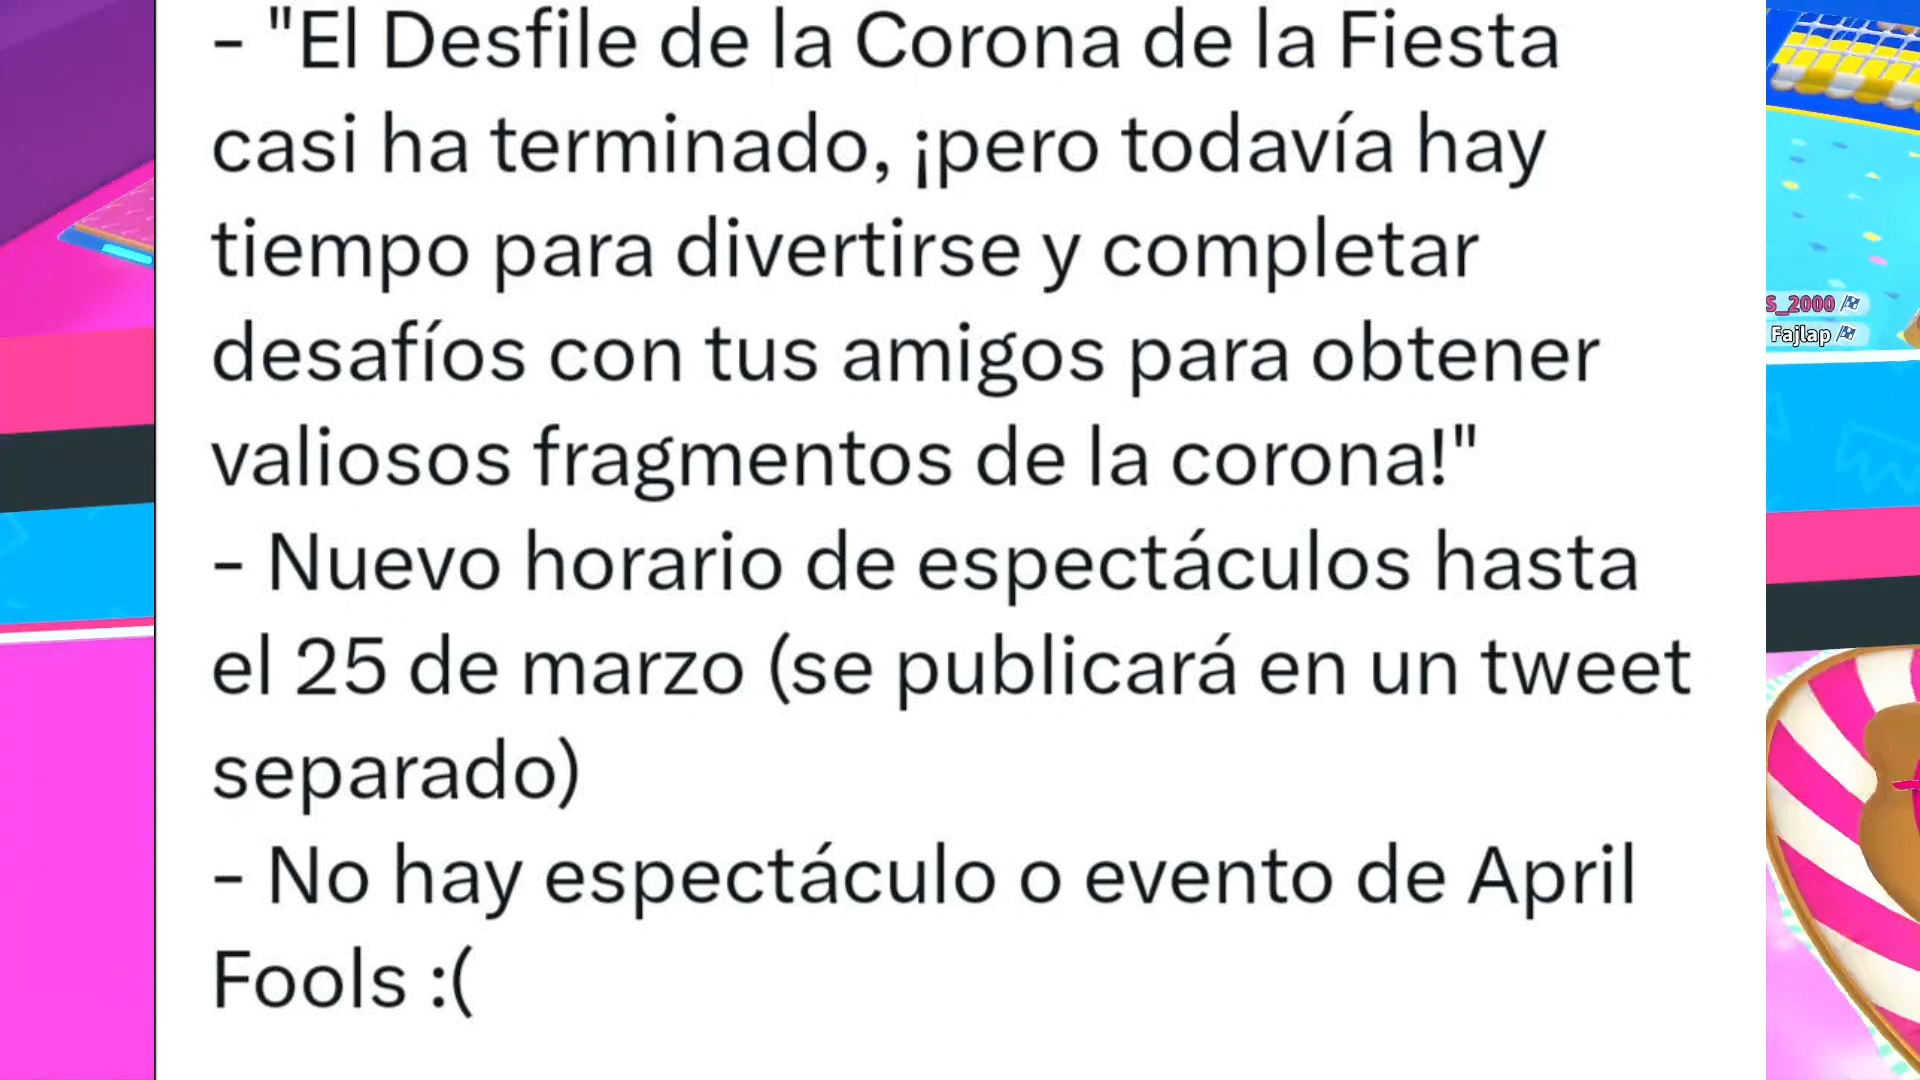 - "El Desfile de la Corona de la Fiesta
casi ha terminado, ¡pero todavía hay
tiempo para divertirse y completar
desafíos con tus amigos para obtener
valiosos fragmentos de la corona!"
- Nuevo horario de espectáculos hasta
el 25 de marzo (se publicará en un tweet
separado)
- No hay espectáculo o evento de April
Fools :(
S_2000
Fajlap